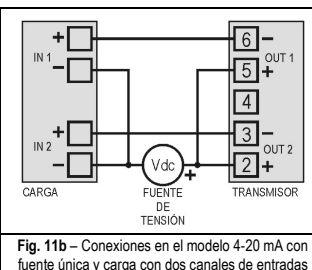 + 6 −
IN 1 OUT 1
− 5 +
4
+ 3 −
IN 2 OUT 2
− Vdc + 2 +
CARGA FUENTE TRANSMISOR
DE
TENSIÓN
Fig. 11b – Conexiones en el modelo 4-20 mA con
fuente única y carga con dos canales de entradas